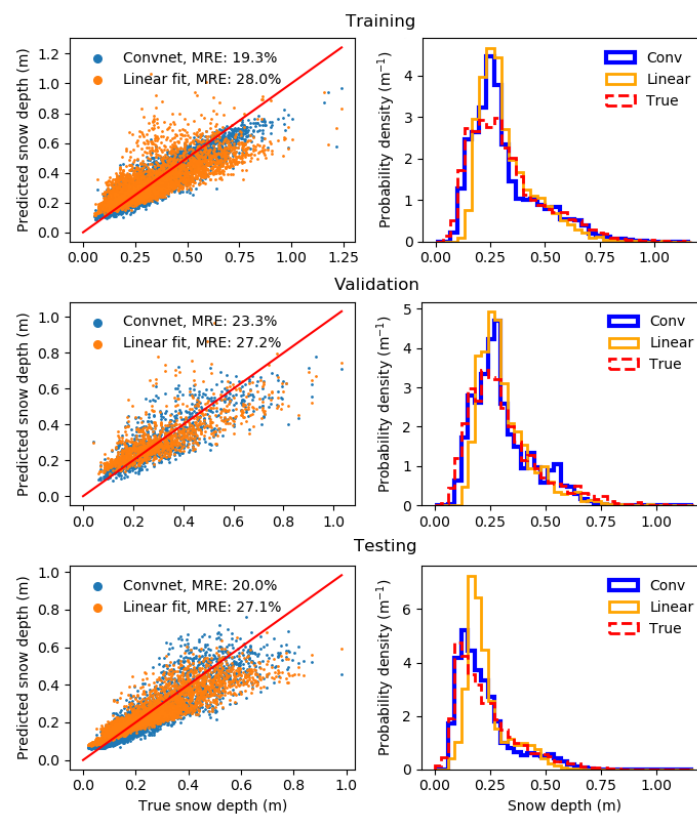 Training
Predicted snow depth (m)
1.2
1.0
0.8
0.6
0.4
0.2
0.0
Convnet, MRE: 19.3%
Linear fit, MRE: 28.0%
0.00 0.25 0.50 0.75 1.00 1.25
Probability density (m⁻¹)
4
3
2
1
0
Conv
Linear
True
0.00 0.25 0.50 0.75 1.00
Validation
Predicted snow depth (m)
1.0
0.8
0.6
0.4
0.2
0.0
Convnet, MRE: 23.3%
Linear fit, MRE: 27.2%
0.0 0.2 0.4 0.6 0.8 1.0
Probability density (m⁻¹)
5
4
3
2
1
0
Conv
Linear
True
0.00 0.25 0.50 0.75 1.00
Testing
Predicted snow depth (m)
1.0
0.8
0.6
0.4
0.2
0.0
Convnet, MRE: 20.0%
Linear fit, MRE: 27.1%
0.0 0.2 0.4 0.6 0.8 1.0
True snow depth (m)
Probability density (m⁻¹)
6
4
2
0
Conv
Linear
True
0.00 0.25 0.50 0.75 1.00
Snow depth (m)